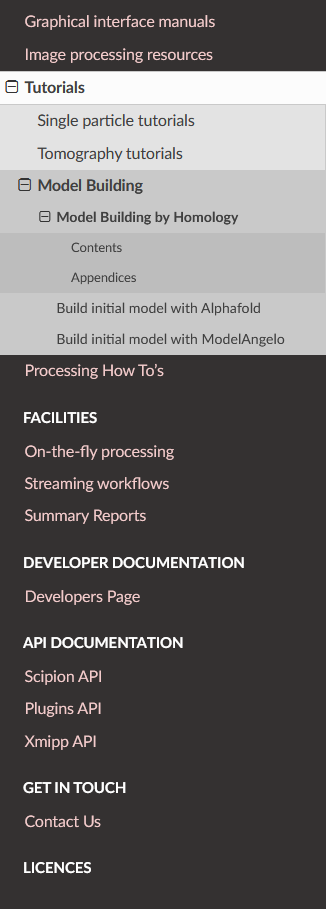 Graphical interface manuals
Image processing resources
Tutorials
Single particle tutorials
Tomography tutorials
Model Building
Model Building by Homology
Contents
Appendices
Build initial model with Alphafold
Build initial model with ModelAngelo
Processing How To's
FACILITIES
On-the-fly processing
Streaming workflows
Summary Reports
DEVELOPER DOCUMENTATION
Developers Page
API DOCUMENTATION
Scipion API
Plugins API
Xmipp API
GET IN TOUCH
Contact Us
LICENCES